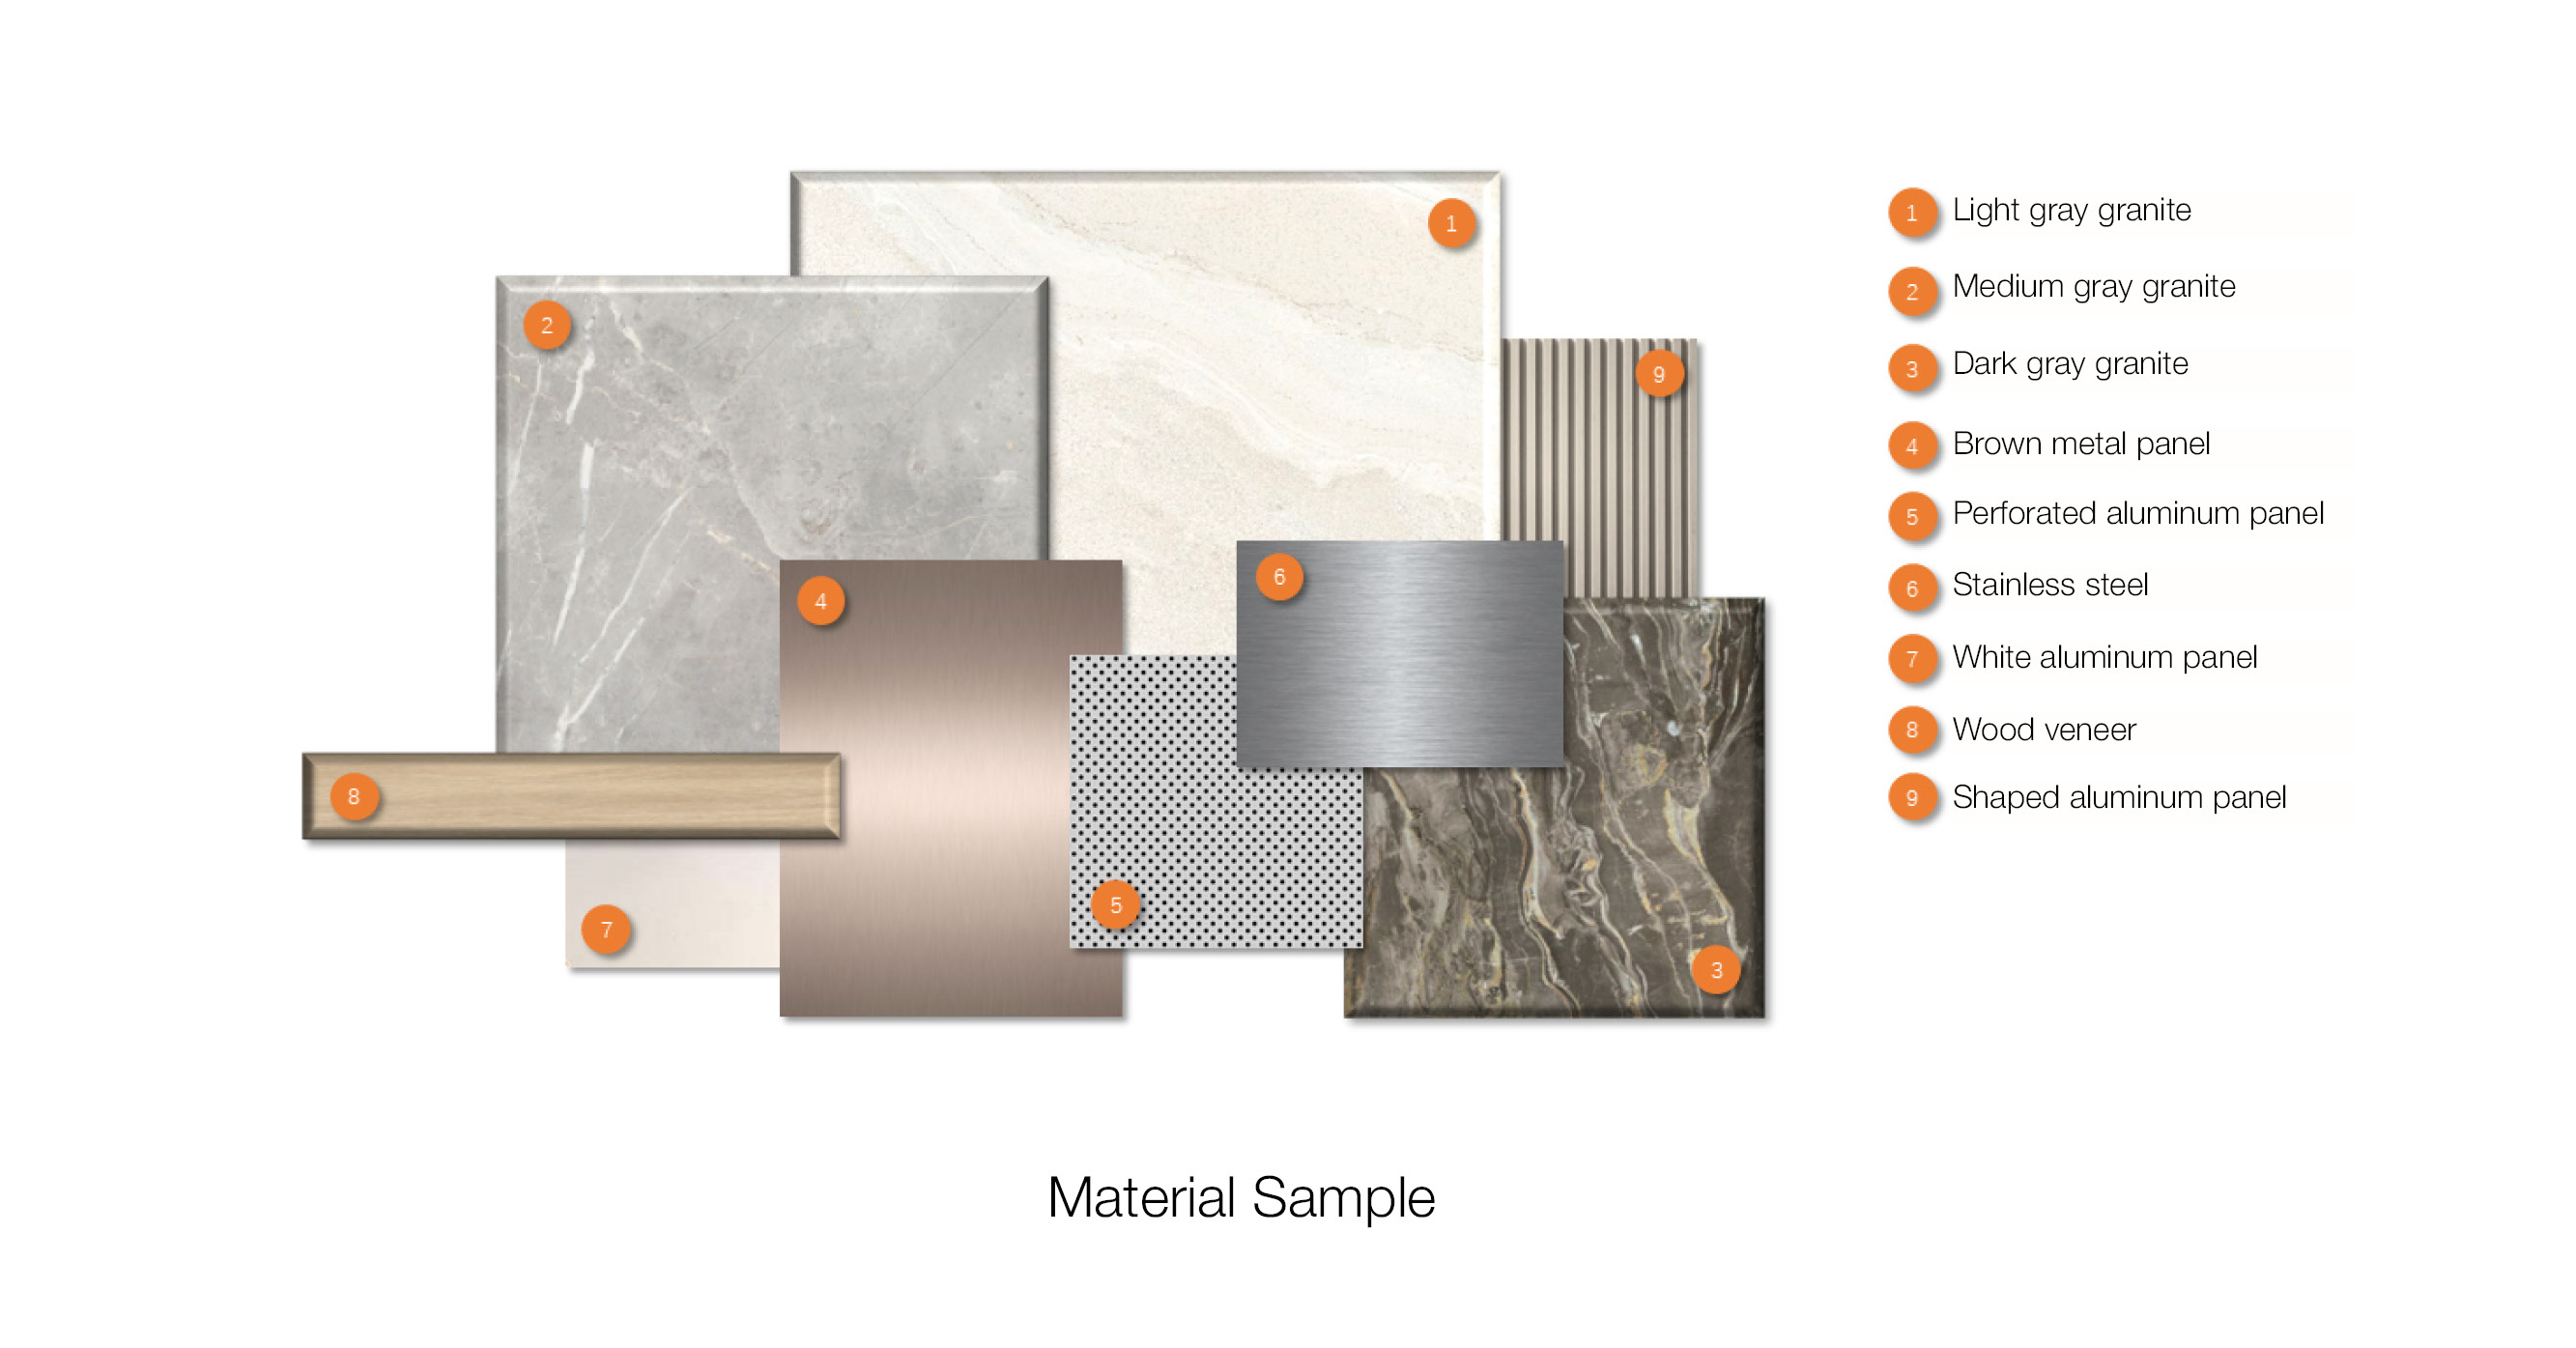 1
2
9
6
4
8
7
5
3
1 Light gray granite
2 Medium gray granite
3 Dark gray granite
4 Brown metal panel
5 Perforated aluminum panel
6 Stainless steel
7 White aluminum panel
8 Wood veneer
9 Shaped aluminum panel
Material Sample